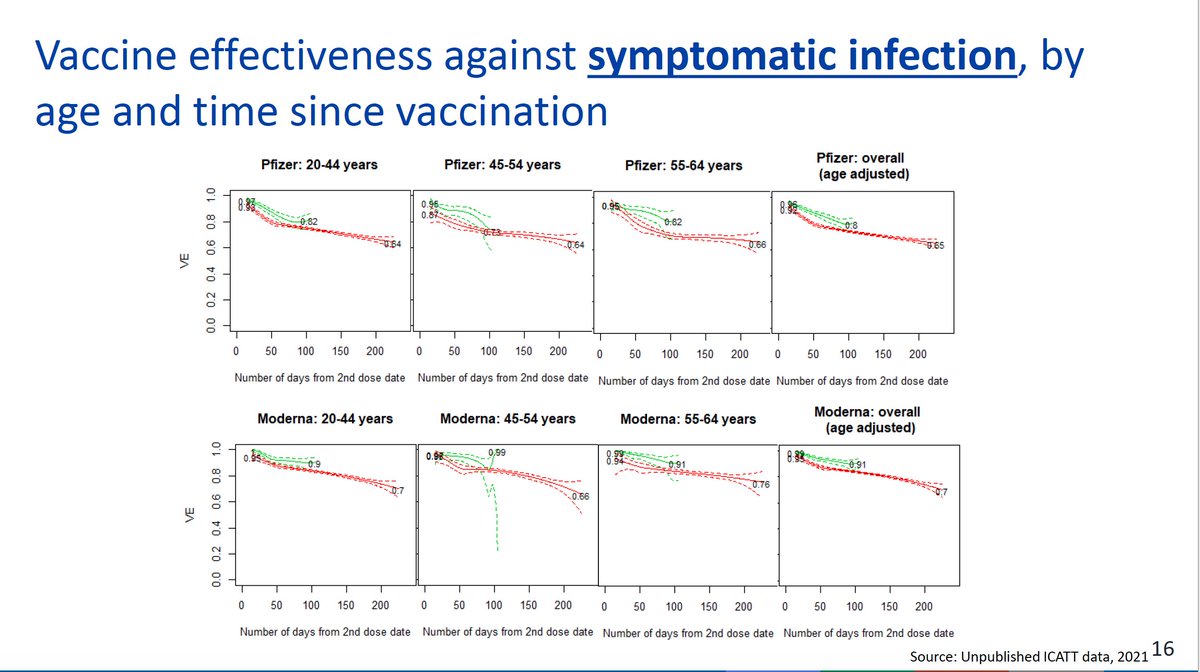 Vaccine effectiveness against symptomatic infection, by
age and time since vaccination
Pfizer: 20-44 years
Pfizer: 45-54 years
Pfizer: 55-64 years
Pfizer: overall
(age adjusted)
VE
1.0
0.8
0.6
0.4
0.2
0.0
0.97
0.93
0.82
0.64
0.95
0.87
0.73
0.64
0.95
0.82
0.66
0.96
0.92
0.8
0.65
0 50 100 150 200
0 50 100 150 200
0 50 100 150 200
0 50 100 150 200
Number of days from 2nd dose date
Number of days from 2nd dose date
Number of days from 2nd dose date
Number of days from 2nd dose date
Moderna: 20-44 years
Moderna: 45-54 years
Moderna: 55-64 years
Moderna: overall
(age adjusted)
VE
1.0
0.8
0.6
0.4
0.2
0.0
1
0.95
0.9
0.7
0.99
0.66
0.99
0.94
0.91
0.76
0.99
0.95
0.91
0.7
0 50 100 150 200
0 50 100 150 200
0 50 100 150 200
0 50 100 150 200
Number of days from 2nd dose date
Number of days from 2nd dose date
Number of days from 2nd dose date
Number of days from 2nd dose date
Source: Unpublished ICATT data, 2021
16